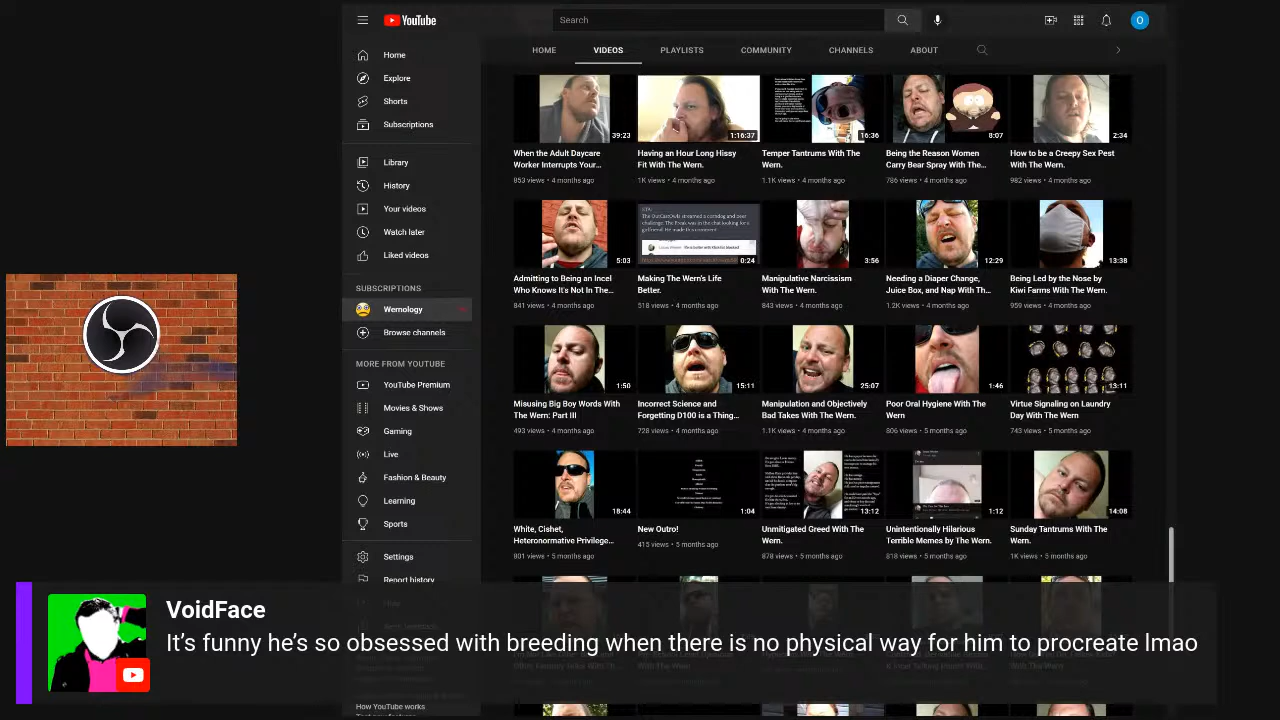 YouTube
Search
O
Home
Explore
Shorts
Subscriptions
Library
History
Your videos
Watch later
Liked videos
SUBSCRIPTIONS
Wernology
Browse channels
MORE FROM YOUTUBE
YouTube Premium
Movies & Shows
Gaming
Live
Fashion & Beauty
Learning
Sports
Settings
Report history
How YouTube works
HOME VIDEOS PLAYLISTS COMMUNITY CHANNELS ABOUT
39:23 1:16:37 16:36 8:07 2:34
When the Adult Daycare Having an Hour Long Hissy Temper Tantrums With The Being the Reason Women How to be a Creepy Sex Pest
Worker Interrupts Your... Fit With The Wern. Wern. Carry Bear Spray With The... With The Wern.
853 views • 4 months ago 1K views • 4 months ago 1.1K views • 4 months ago 786 views • 4 months ago 982 views • 4 months ago
5:03 0:24 3:56 12:29 13:38
Admitting to Being an Incel Making The Wern's Life Manipulative Narcissism Needing a Diaper Change, Being Led by the Nose by
Who Knows It's Not In The... Better. With The Wern. Juice Box, and Nap With Th... Kiwi Farms With The Wern.
841 views • 4 months ago 518 views • 4 months ago 843 views • 4 months ago 1.2K views • 4 months ago 959 views • 4 months ago
1:50 15:11 25:07 1:46 13:11
Misusing Big Boy Words With Incorrect Science and Manipulation and Objectively Poor Oral Hygiene With The Virtue Signaling on Laundry
The Wern: Part III Forgetting D100 is a Thing... Bad Takes With The Wern. Wern Day With The Wern
493 views • 4 months ago 728 views • 4 months ago 1.1K views • 4 months ago 806 views • 5 months ago 743 views • 5 months ago
18:44 1:04 13:12 1:12 14:08
White, Cishet, New Outro! Unmitigated Greed With The Unintentionally Hilarious Sunday Tantrums With The
Heteronormative Privilege... Wern. Terrible Memes by The Wern. Wern.
801 views • 5 months ago 415 views • 5 months ago 878 views • 5 months ago 818 views • 5 months ago 1K views • 5 months ago
VoidFace
It's funny he's so obsessed with breeding when there is no physical way for him to procreate lmao